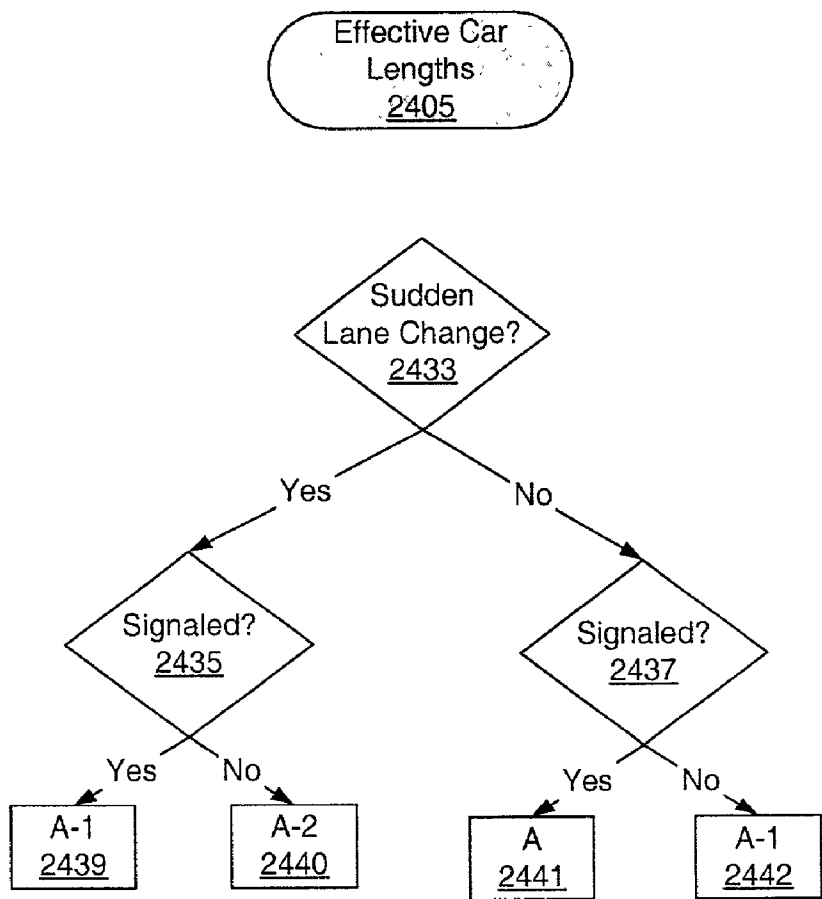 Effective Car
Lengths
2405
Sudden
Lane Change?
2433
Yes
No
Signaled?
2435
Signaled?
2437
Yes
No
Yes
No
A-1
2439
A-2
2440
A
2441
A-1
2442